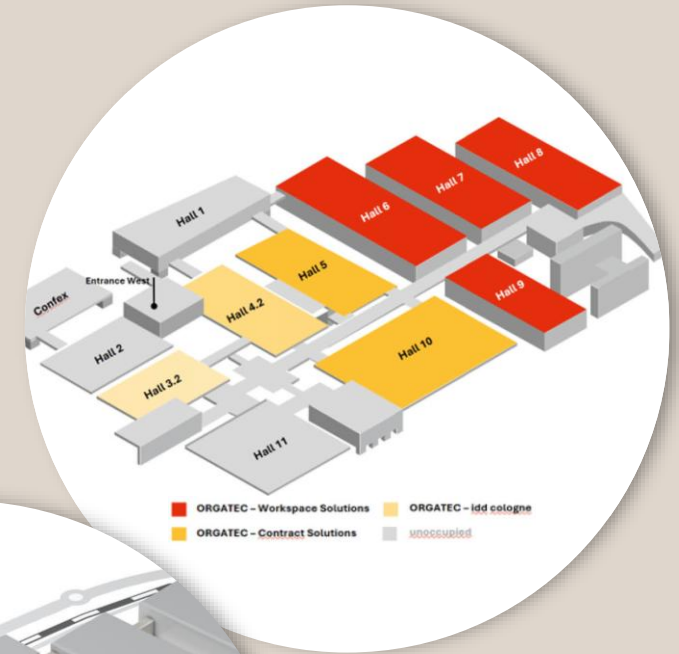 Hall 8
Hall 7
Hall 6
Hall 1
Hall 5
Entrance West
Hall 9
Confex
Hall 4.2
Hall 10
Hall 2
Hall 3.2
Hall 11
ORGATEC – Workspace Solutions
ORGATEC – idd cologne
ORGATEC – Contract Solutions
unoccupied